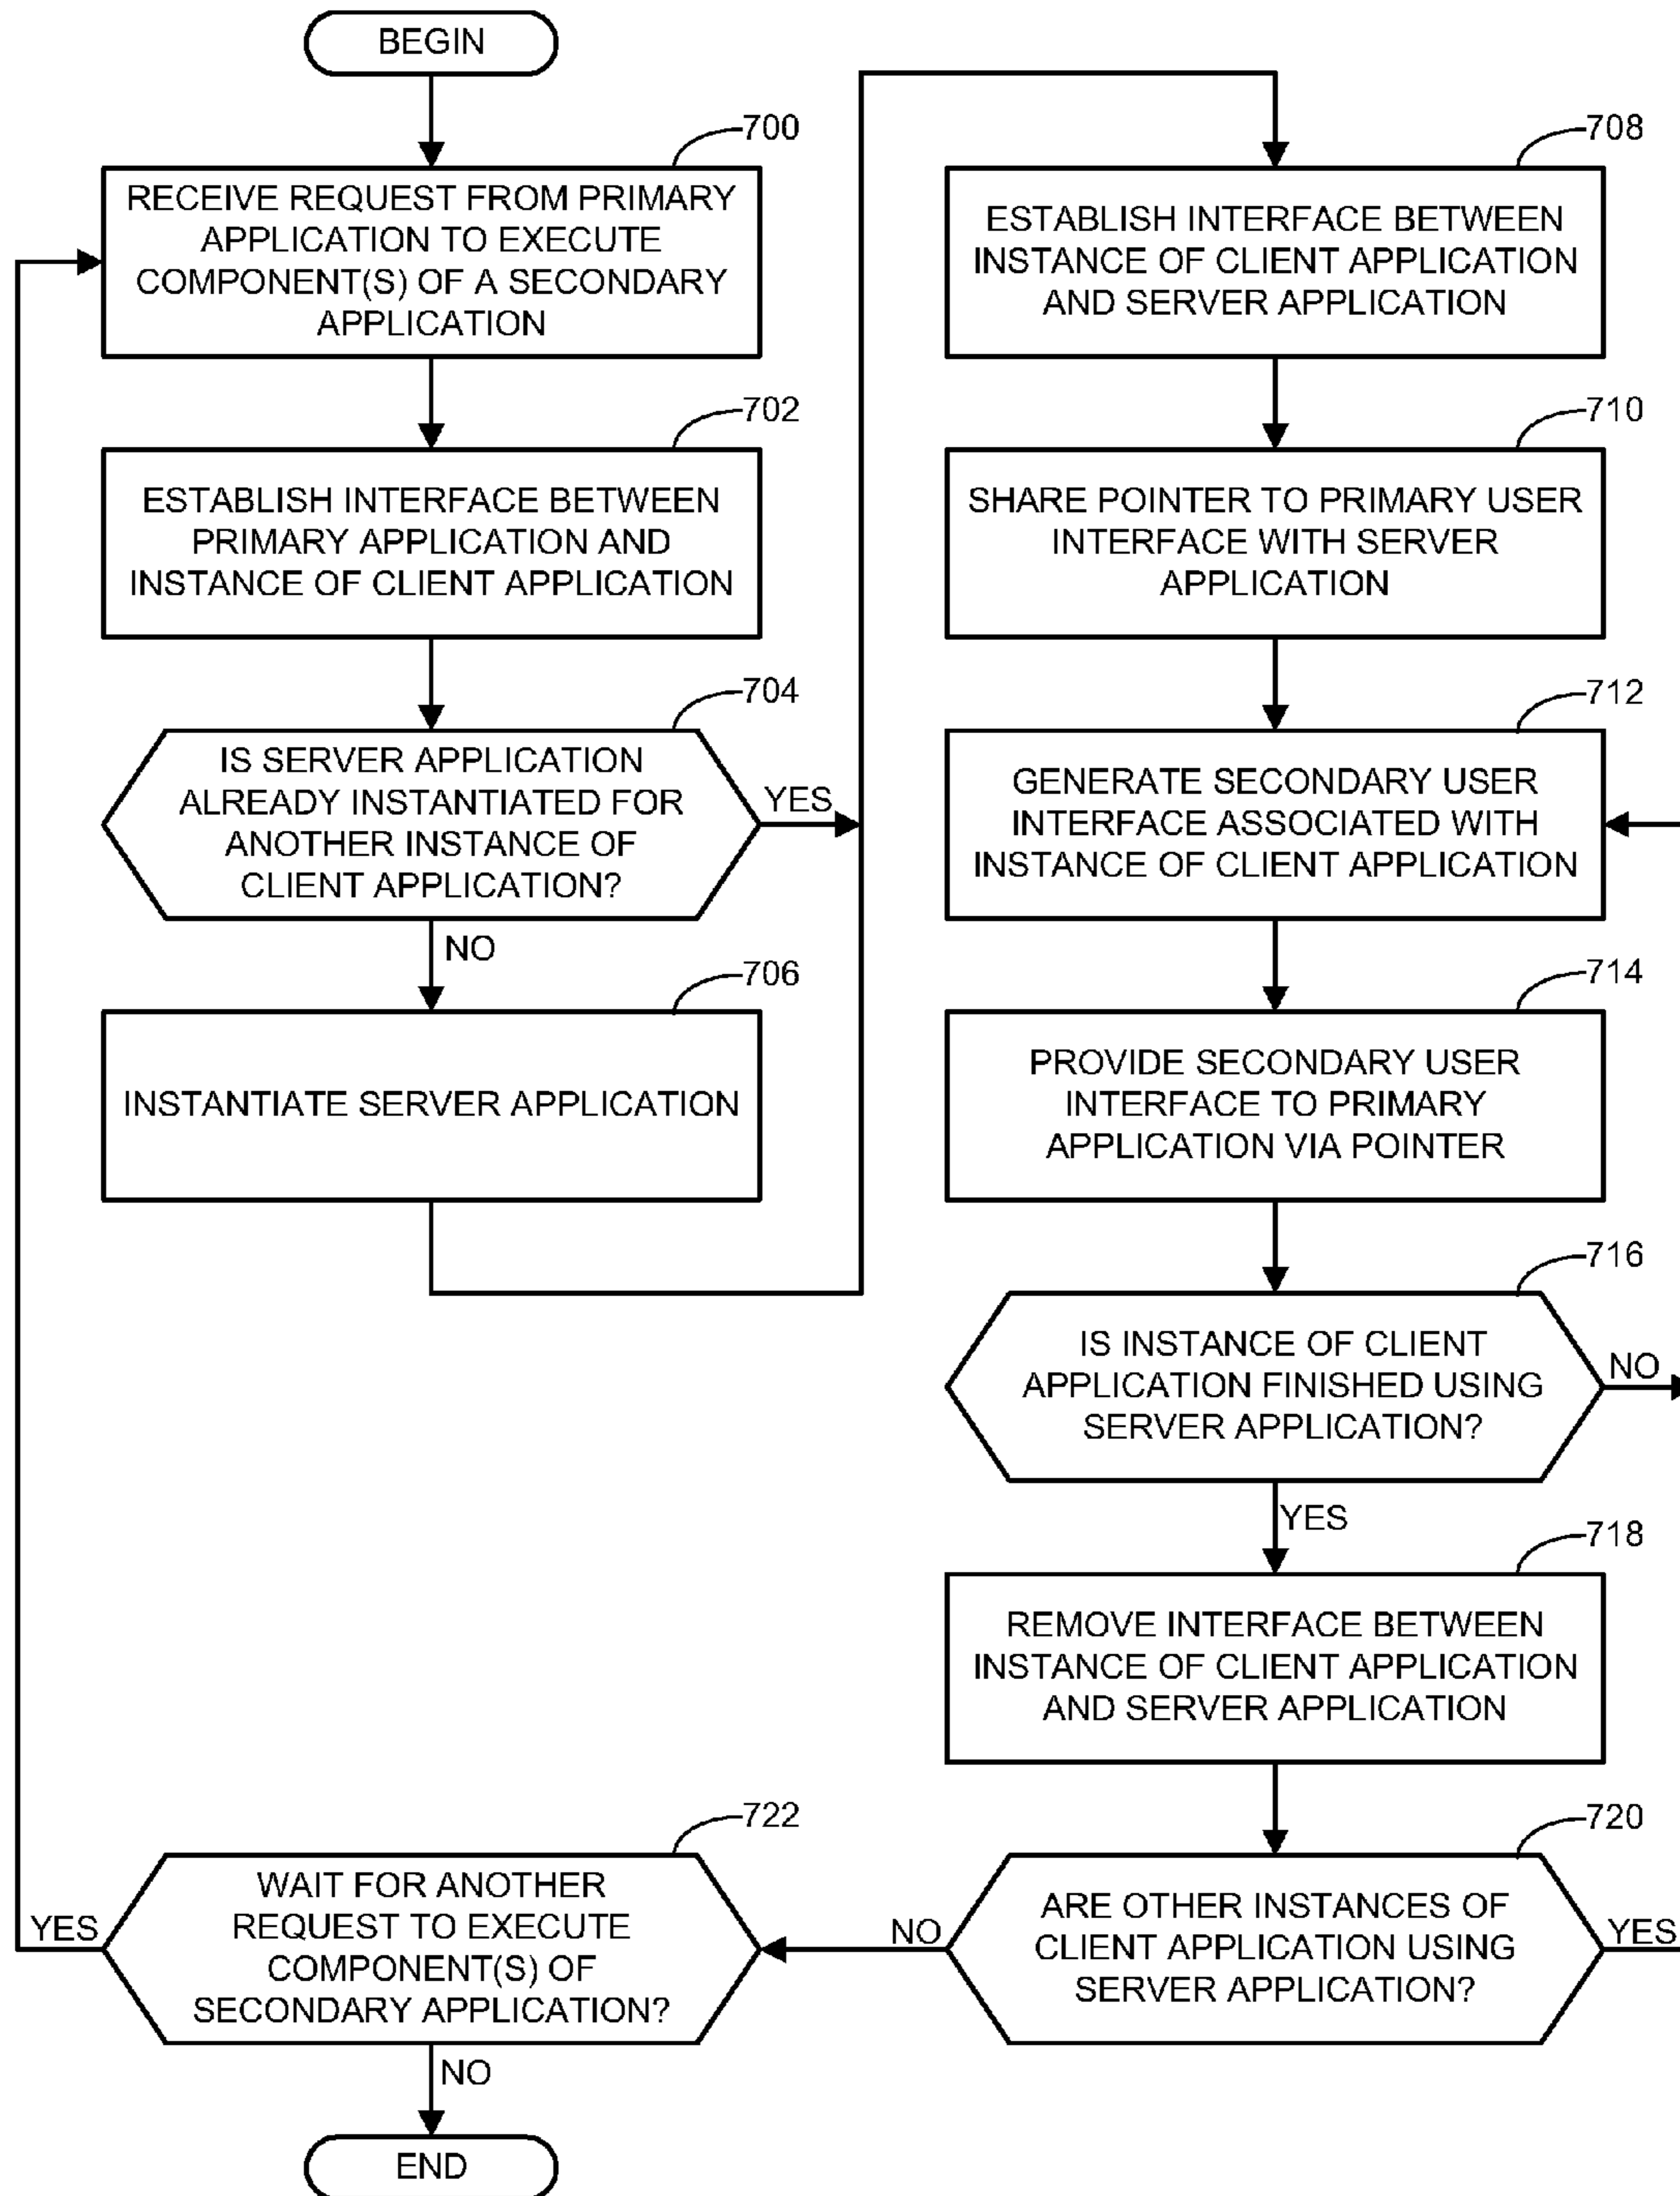 BEGIN
700
RECEIVE REQUEST FROM PRIMARY
APPLICATION TO EXECUTE
COMPONENT(S) OF A SECONDARY
APPLICATION
702
ESTABLISH INTERFACE BETWEEN
PRIMARY APPLICATION AND
INSTANCE OF CLIENT APPLICATION
704
IS SERVER APPLICATION
ALREADY INSTANTIATED FOR
ANOTHER INSTANCE OF
CLIENT APPLICATION?
YES
NO
706
INSTANTIATE SERVER APPLICATION
708
ESTABLISH INTERFACE BETWEEN
INSTANCE OF CLIENT APPLICATION
AND SERVER APPLICATION
710
SHARE POINTER TO PRIMARY USER
INTERFACE WITH SERVER
APPLICATION
712
GENERATE SECONDARY USER
INTERFACE ASSOCIATED WITH
INSTANCE OF CLIENT APPLICATION
714
PROVIDE SECONDARY USER
INTERFACE TO PRIMARY
APPLICATION VIA POINTER
716
IS INSTANCE OF CLIENT
APPLICATION FINISHED USING
SERVER APPLICATION?
NO
YES
718
REMOVE INTERFACE BETWEEN
INSTANCE OF CLIENT APPLICATION
AND SERVER APPLICATION
720
ARE OTHER INSTANCES OF
CLIENT APPLICATION USING
SERVER APPLICATION?
YES
NO
722
WAIT FOR ANOTHER
REQUEST TO EXECUTE
COMPONENT(S) OF
SECONDARY APPLICATION?
YES
NO
END